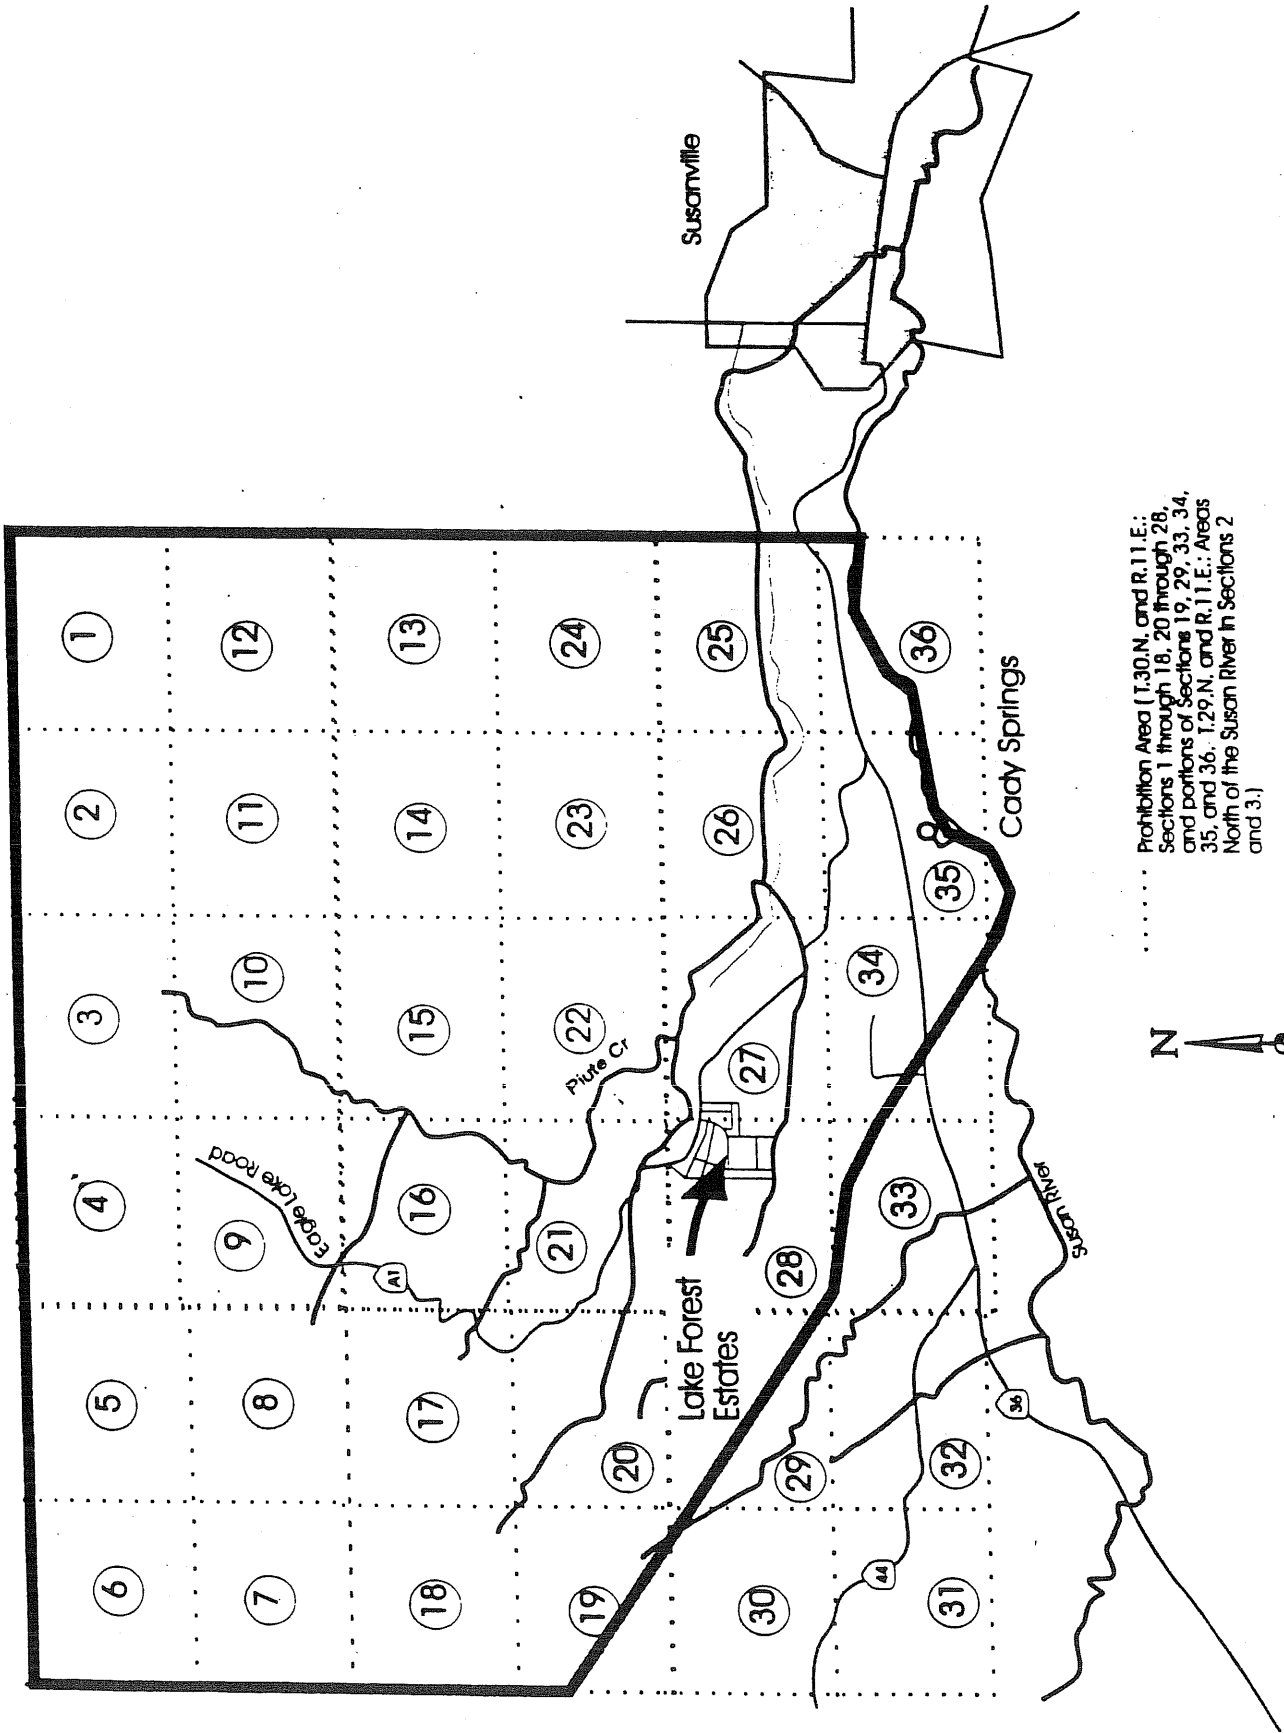 6
5
4
3
2
1
7
8
9
10
11
12
18
17
16
15
14
13
19
20
21
22
23
24
30
29
28
27
26
25
31
32
33
34
35
36
Eagle Lake Road
A1
Piute Cr
Lake Forest
Estates
44
36
Susan River
Cady Springs
Susanville
N
Prohibition Area (T.30.N. and R.11.E.:
Sections 1 through 18, 20 through 28,
and portions of Sections 19, 29, 33, 34,
35, and 36. T.29.N. and R.11.E.: Areas
North of the Susan River in Sections 2
and 3.)